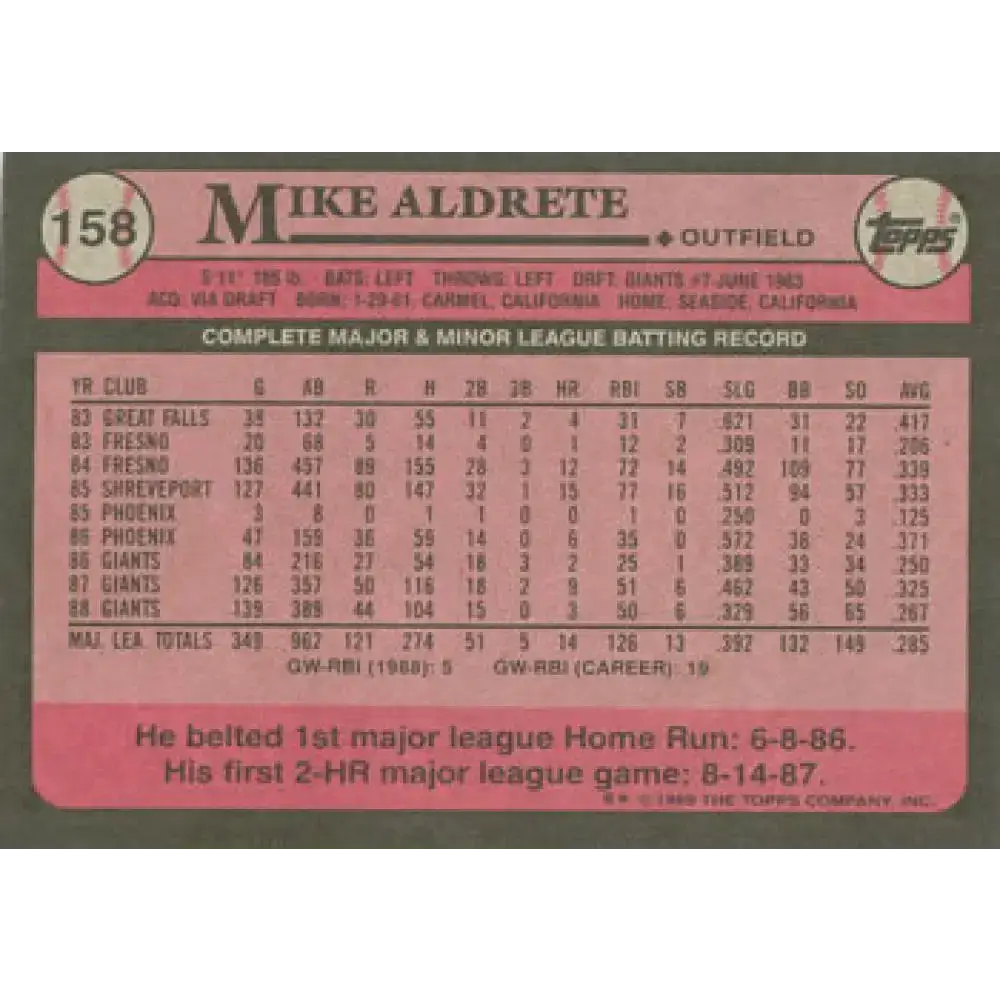 158
MIKE ALDRETE
OUTFIELD
topps®
5'11" 185 lb. BATS: LEFT THROWS: LEFT DRFT: GIANTS #7-JUNE 1983
ACQ: VIA DRAFT BORN: 1-29-61, CARMEL, CALIFORNIA HOME: SEASIDE, CALIFORNIA
COMPLETE MAJOR & MINOR LEAGUE BATTING RECORD
YR CLUB G AB R H 2B 3B HR RBI SB SLG BB SO AVG
83 GREAT FALLS 38 132 30 55 11 2 4 31 7 .621 31 22 .417
83 FRESNO 20 68 5 14 4 0 1 12 2 .309 11 17 .206
84 FRESNO 136 457 89 155 28 3 12 72 14 .492 109 77 .339
85 SHREVEPORT 127 441 80 147 32 1 15 77 16 .512 94 57 .333
85 PHOENIX 3 8 0 1 1 0 0 1 0 .250 0 3 .125
86 PHOENIX 47 159 36 59 14 0 6 35 0 .572 36 24 .371
86 GIANTS 84 216 27 54 18 3 2 25 1 .389 33 34 .250
87 GIANTS 126 357 50 116 18 2 9 51 6 .462 43 50 .325
88 GIANTS 139 389 44 104 15 0 3 50 6 .329 56 65 .267
MAJ. LEA. TOTALS 349 962 121 274 51 5 14 126 13 .392 132 149 .285
GW-RBI (1988): 5 GW-RBI (CAREER): 19
He belted 1st major league Home Run: 6-8-86.
His first 2-HR major league game: 8-14-87.
© 1989 THE TOPPS COMPANY, INC.